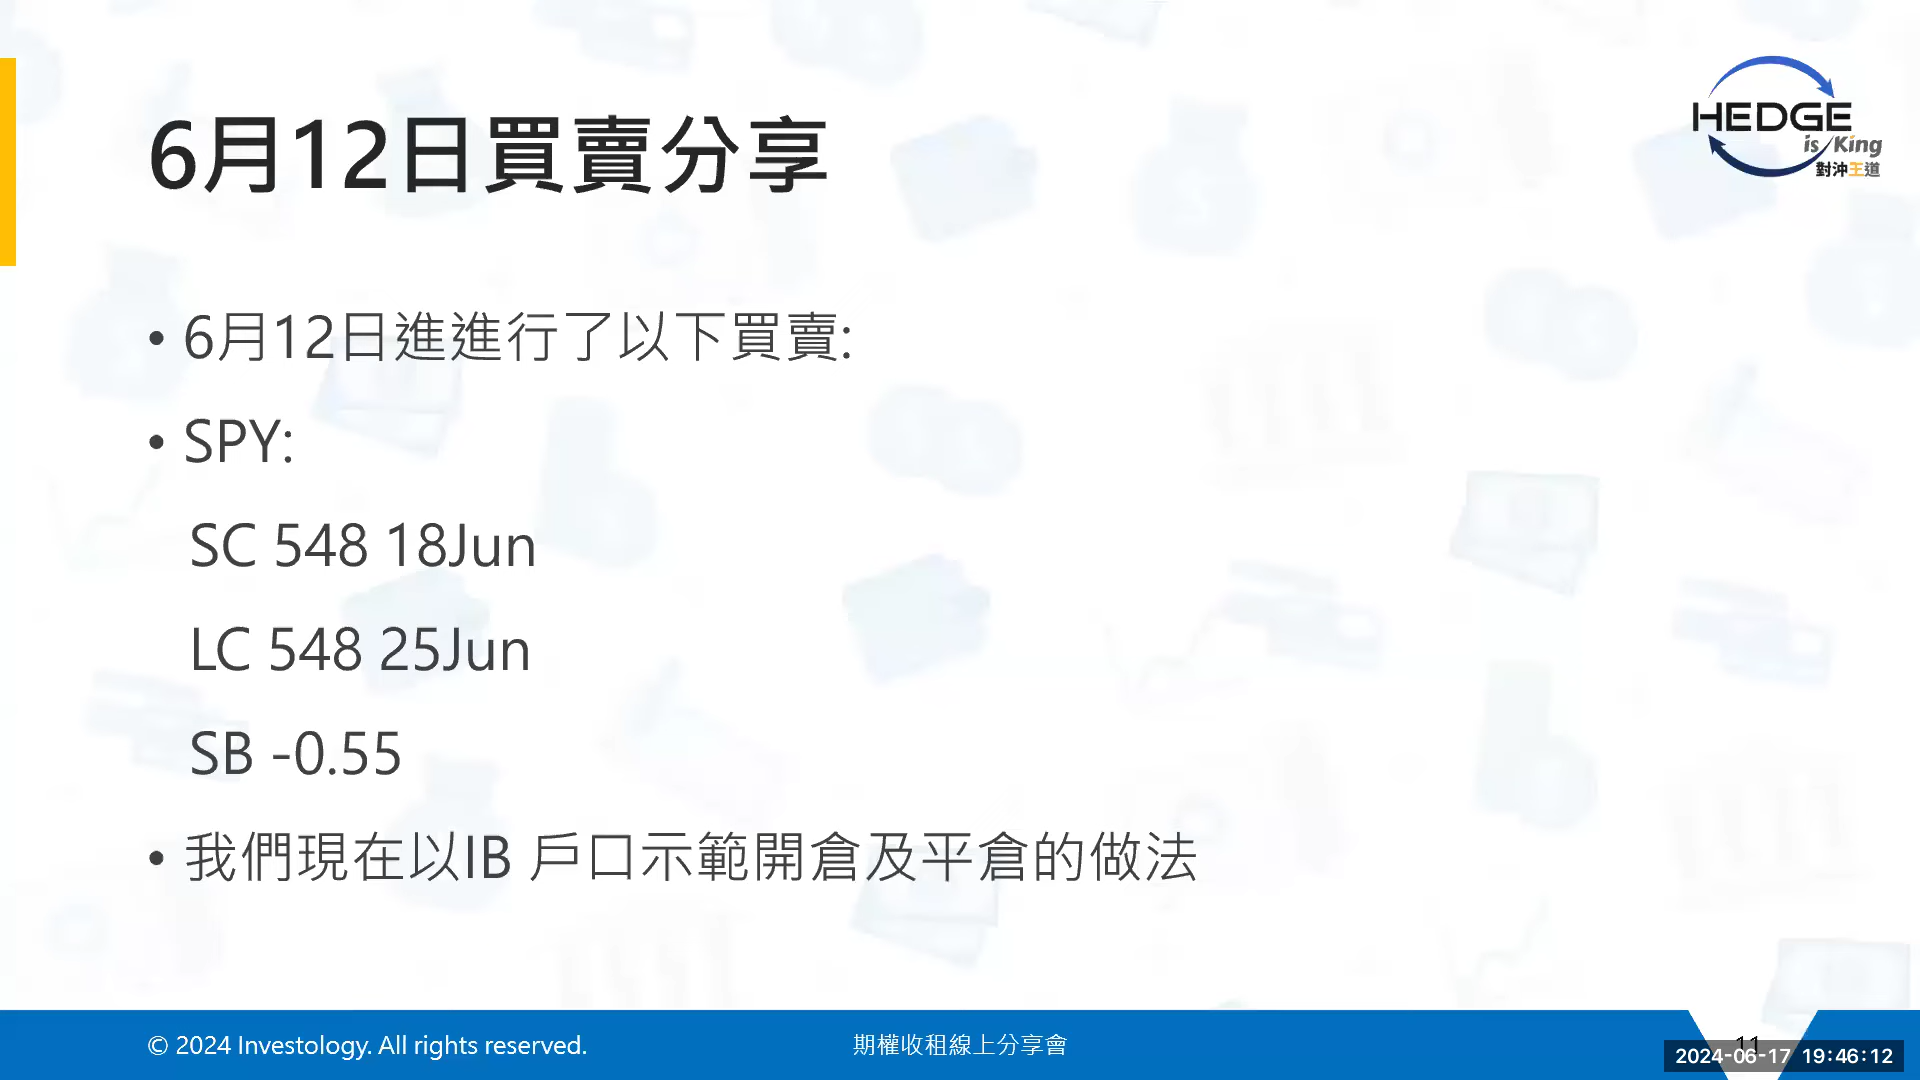 6月12日買賣分享
HEDGE
is King
對沖王道
• 6月12日進進行了以下買賣:
• SPY:
SC 548 18Jun
LC 548 25Jun
SB -0.55
• 我們現在以IB 戶口示範開倉及平倉的做法
© 2024 Investology. All rights reserved.
期權收租線上分享會
11
2024-06-17 19:46:12